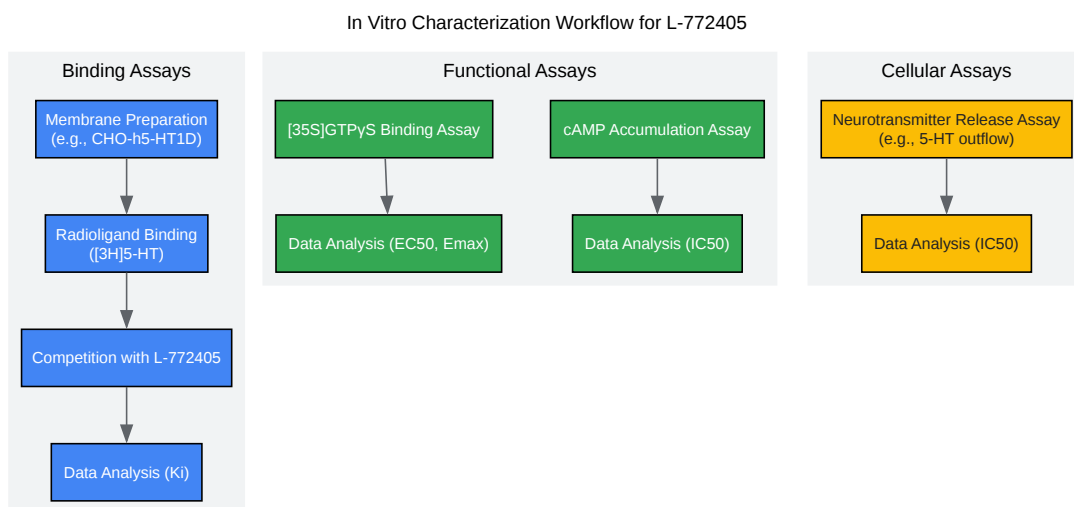 In Vitro Characterization Workflow for L-772405
Binding Assays
Membrane Preparation
(e.g., CHO-h5-HT1D)
Radioligand Binding
([3H]5-HT)
Competition with L-772405
Data Analysis (Ki)
Functional Assays
[35S]GTPγS Binding Assay
Data Analysis (EC50, Emax)
cAMP Accumulation Assay
Data Analysis (IC50)
Cellular Assays
Neurotransmitter Release Assay
(e.g., 5-HT outflow)
Data Analysis (IC50)